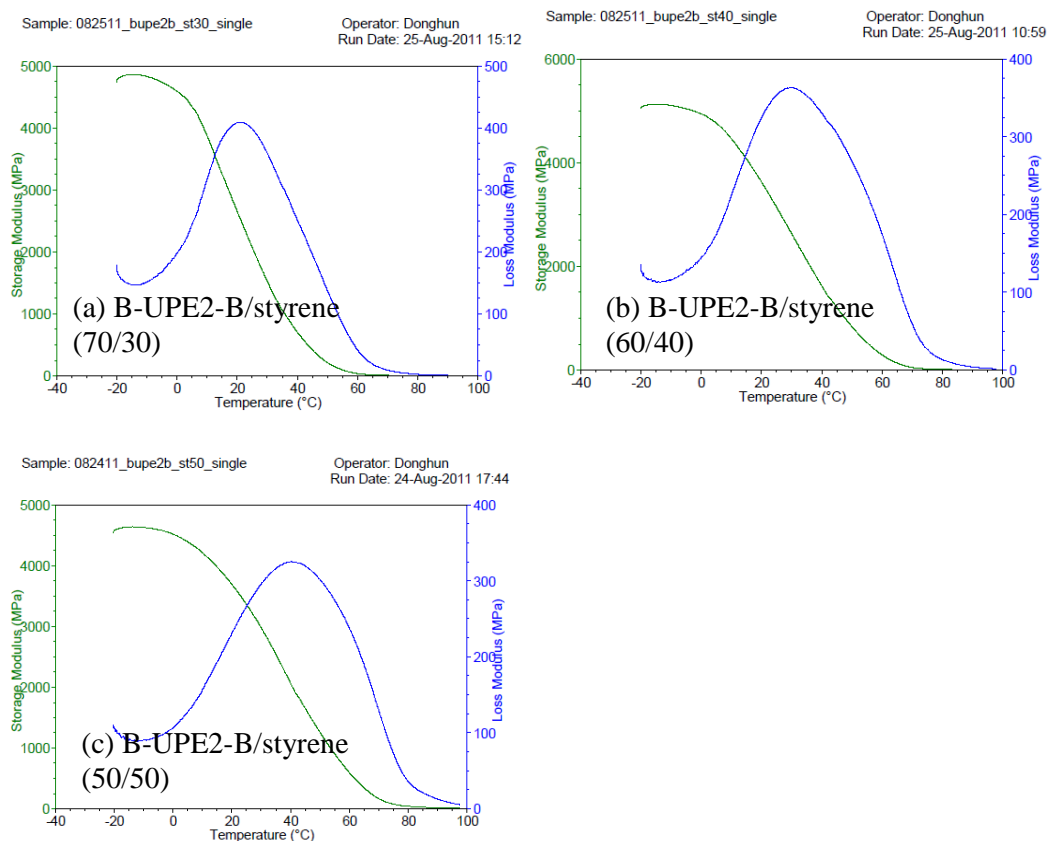 Sample: 082511_bupe2b_st30_single
Operator: Donghun
Run Date: 25-Aug-2011 15:12
5000
4000
3000
2000
1000
0
Storage Modulus (MPa)
500
400
300
200
100
0
Loss Modulus (MPa)
(a) B-UPE2-B/styrene
(70/30)
-40 -20 0 20 40 60 80 100
Temperature (°C)
Sample: 082511_bupe2b_st40_single
Operator: Donghun
Run Date: 25-Aug-2011 10:59
6000
4000
2000
0
Storage Modulus (MPa)
400
300
200
100
0
Loss Modulus (MPa)
(b) B-UPE2-B/styrene
(60/40)
-40 -20 0 20 40 60 80 100
Temperature (°C)
Sample: 082411_bupe2b_st50_single
Operator: Donghun
Run Date: 24-Aug-2011 17:44
5000
4000
3000
2000
1000
0
Storage Modulus (MPa)
400
300
200
100
0
Loss Modulus (MPa)
(c) B-UPE2-B/styrene
(50/50)
-40 -20 0 20 40 60 80 100
Temperature (°C)